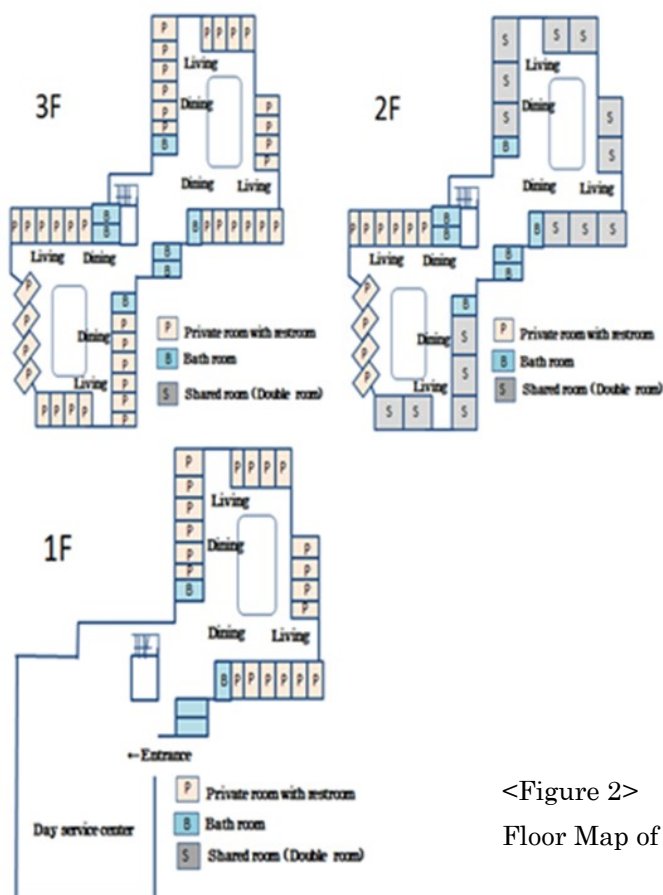 3F
P
P
P
P
P
P
B
P P P P
Living
Dining
P
P
P
P
Dining Living
B P P P P P P
P P P P P P
B
B
B
B
Living Dining
P
P
P
P
B
P
P
P
P
P
P
Dining
Living
P P P P
P Private room with restroom
B Bath room
S Shared room (Double room)
2F
S
S
S
B
S S
Living
Dining
S
S
Dining Living
B S S S
P P P P P P
B
B
B
B
Living Dining
P
P
P
P
B
S
S
S
Dining
Living
S S
P Private room with restroom
B Bath room
S Shared room (Double room)
1F
P
P
P
P
P
P
B
P P P P
Living
Dining
P
P
P
P
Dining Living
B P P P P P P
←Entrance
Day service center
P Private room with restroom
B Bath room
S Shared room (Double room)
<Figure 2>
Floor Map of